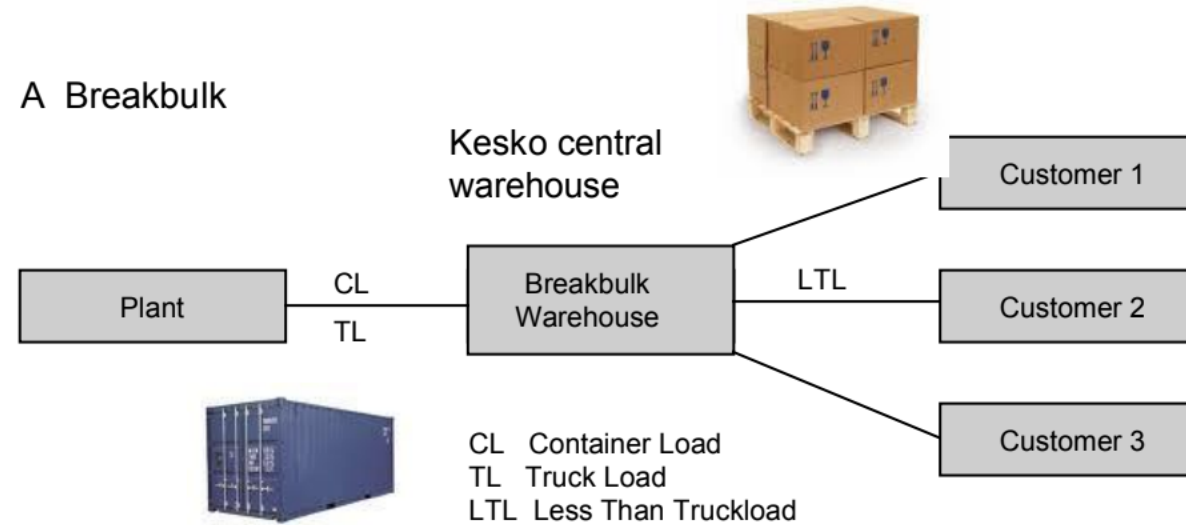 A Breakbulk
Kesko central
warehouse
Customer 1
Plant
CL
TL
Breakbulk
Warehouse
LTL
Customer 2
Customer 3
CL Container Load
TL Truck Load
LTL Less Than Truckload